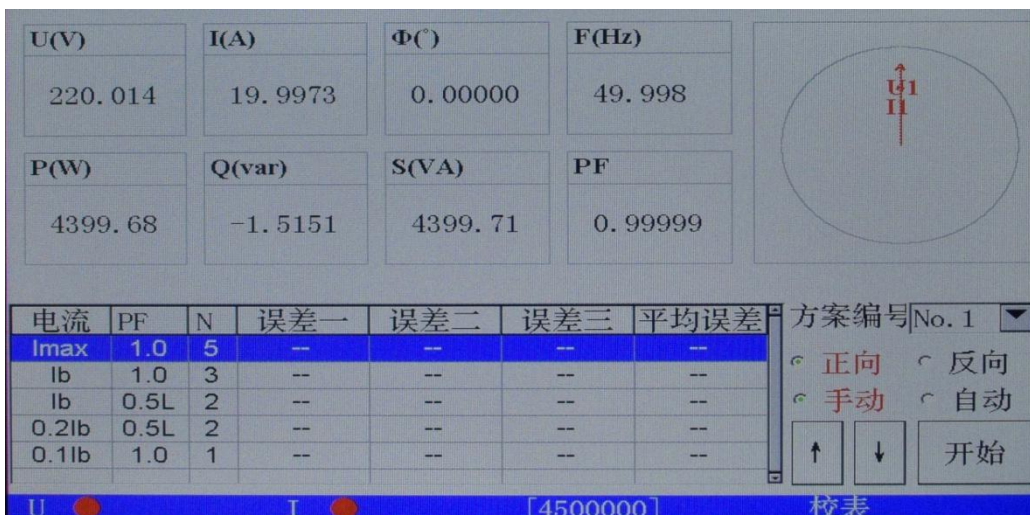 U(V) I(A) Φ(°) F(Hz)
220.014 19.9973 0.00000 49.998
U1
I1
P(W) Q(var) S(VA) PF
4399.68 -1.5151 4399.71 0.99999
电流 PF N 误差一 误差二 误差三 平均误差 方案编号 No. 1
Imax 1.0 5 -- -- -- --
Ib 1.0 3 -- -- -- -- 正向 反向
Ib 0.5L 2 -- -- -- -- 手动 自动
0.2Ib 0.5L 2 -- -- -- --
0.1Ib 1.0 1 -- -- -- -- ↑ ↓ 开始
U I [4500000] 校表